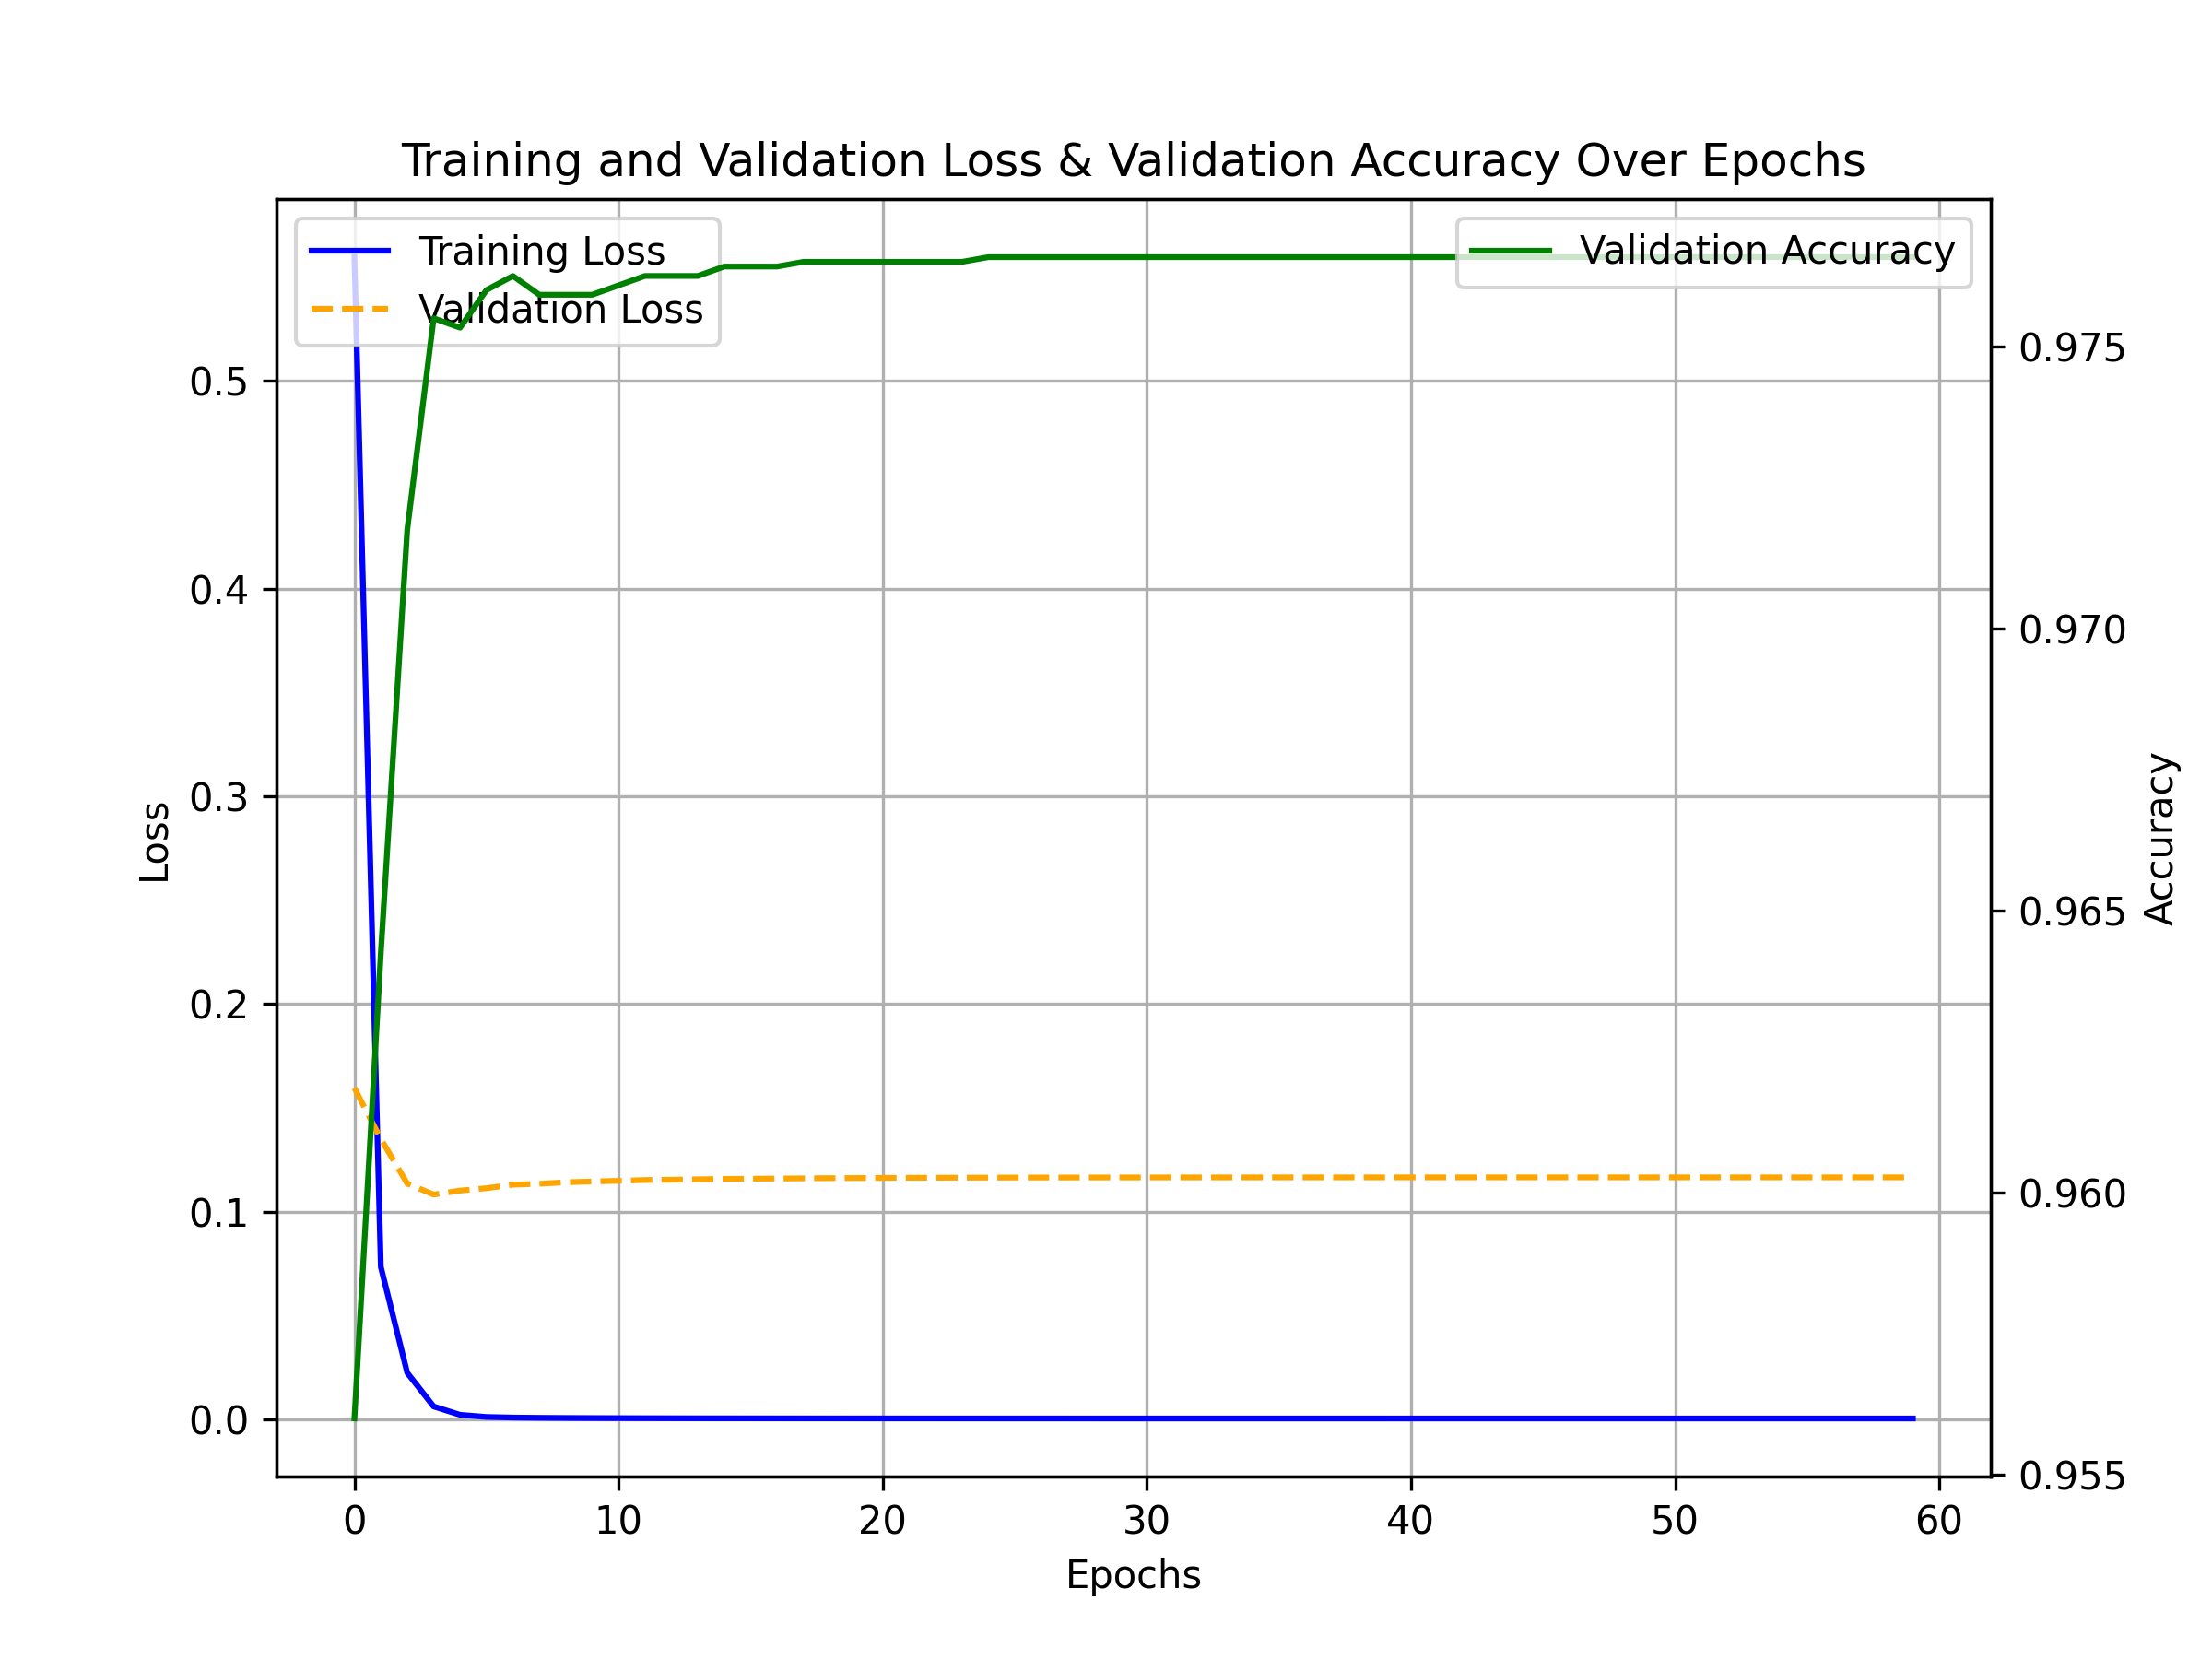 Training and Validation Loss & Validation Accuracy Over Epochs
Training Loss
Validation Loss
Validation Accuracy
Loss
0.5
0.4
0.3
0.2
0.1
0.0
0.975
0.970
0.965
0.960
0.955
Accuracy
0 10 20 30 40 50 60
Epochs